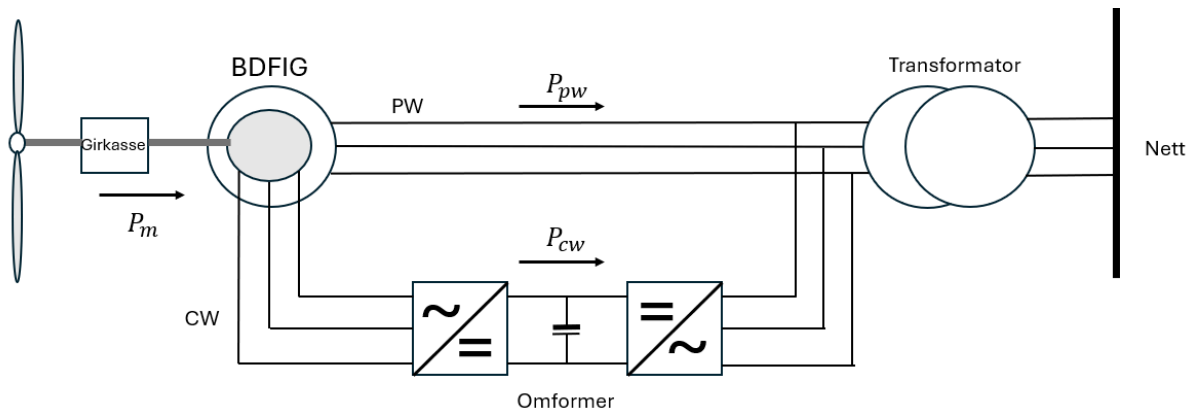 BDFIG
Transformator
PW
P_pw
Girkasse
Nett
P_m
P_cw
CW
~
=
=
~
Omformer